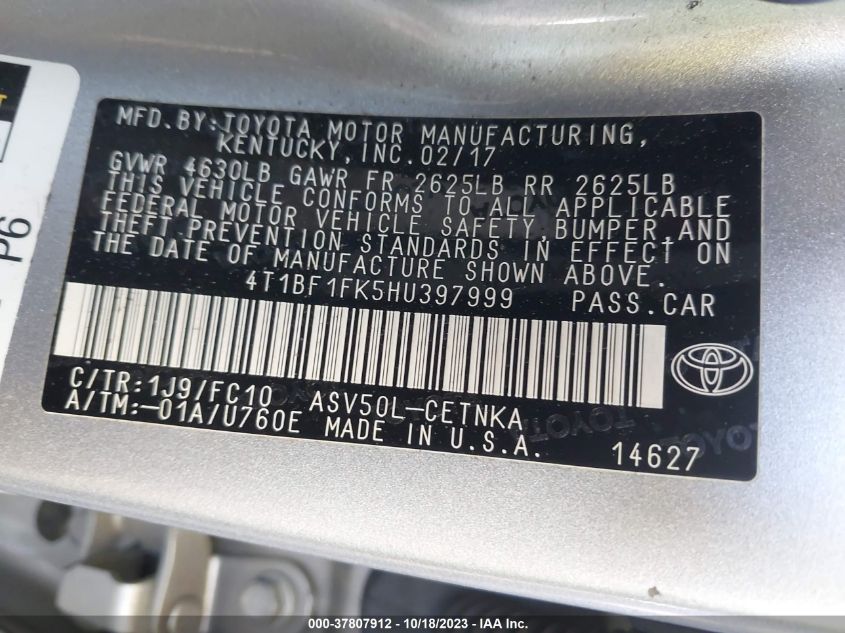 T
P6
MFD.BY:TOYOTA MOTOR MANUFACTURING,
KENTUCKY,INC.02/17
GVWR 4630LB GAWR FR 2625LB RR 2625LB
THIS VEHICLE CONFORMS TO ALL APPLICABLE
FEDERAL MOTOR VEHICLE SAFETY,BUMPER,AND
THEFT PREVENTION STANDARDS IN EFFECT ON
THE DATE OF MANUFACTURE SHOWN ABOVE.
4T1BF1FK5HU397999 PASS.CAR
C/TR:1J9/FC10 ASV50L-CETNKA
A/TM:-01A/U760E MADE IN U.S.A. 14627
TOYOTA
000-37807912 - 10/18/2023 - IAA Inc.